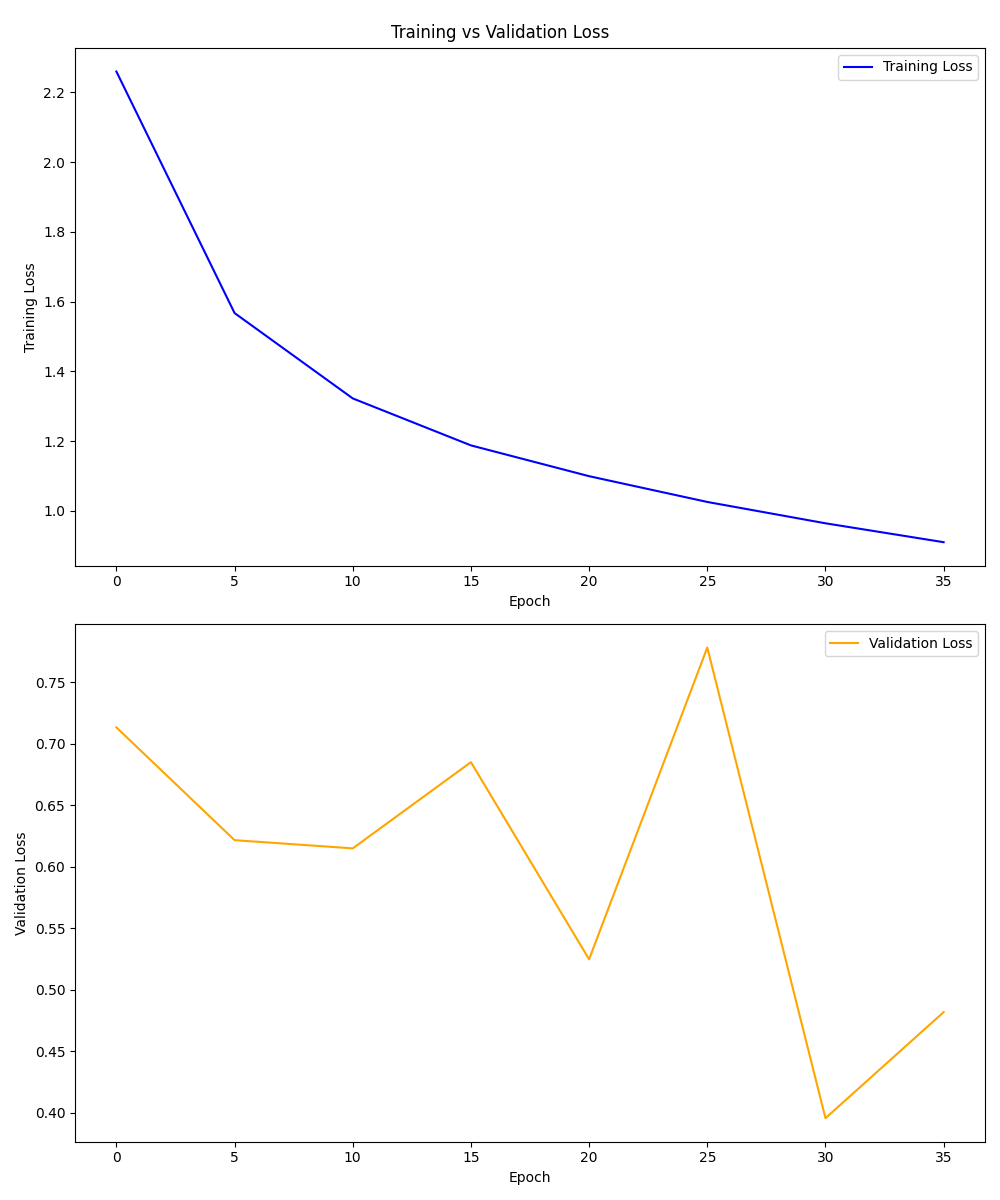 Training vs Validation Loss
Training Loss
2.2
2.0
1.8
1.6
1.4
1.2
1.0
Training Loss
0 5 10 15 20 25 30 35
Epoch
Validation Loss
0.75
0.70
0.65
0.60
0.55
0.50
0.45
0.40
Validation Loss
0 5 10 15 20 25 30 35
Epoch